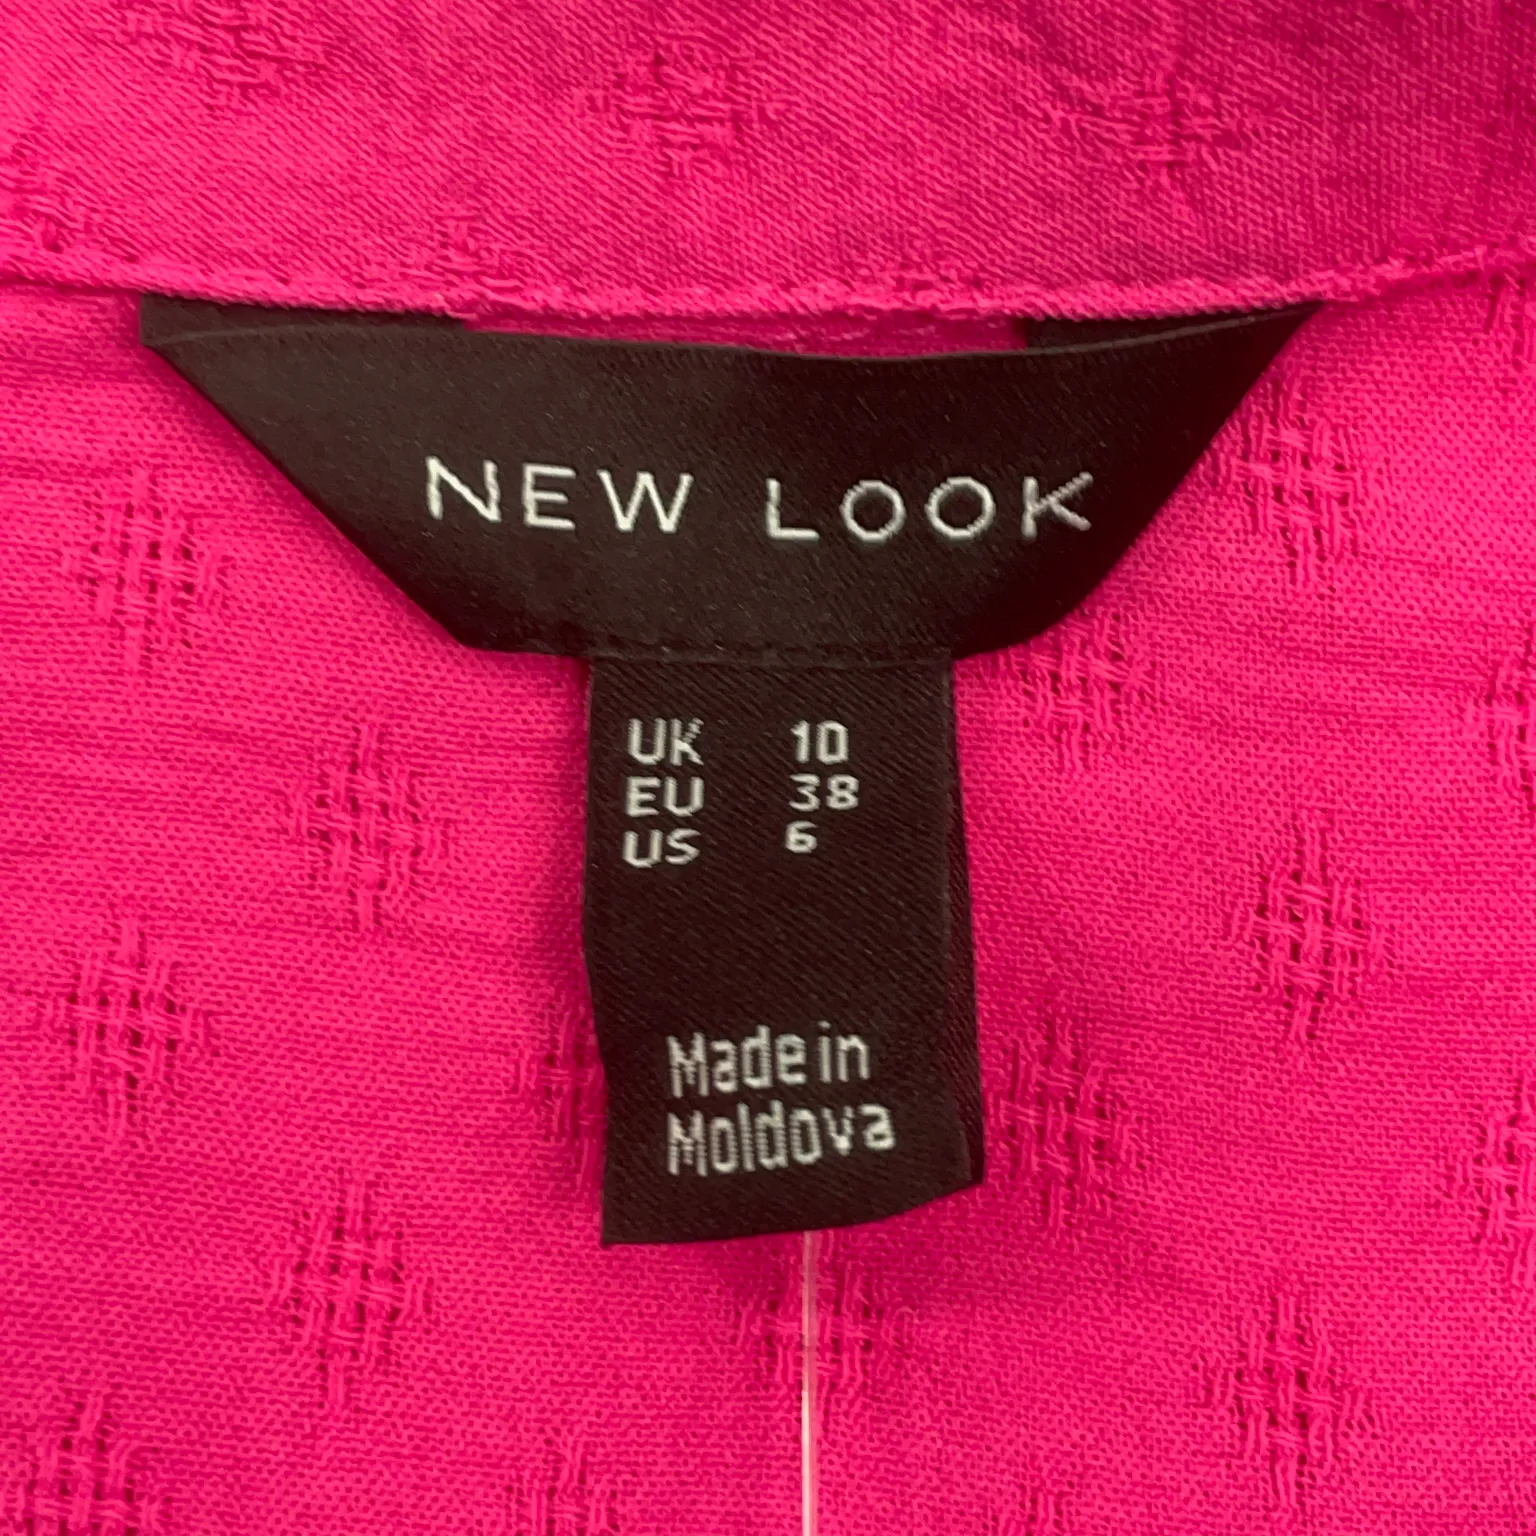 NEW LOOK
UK 10
EU 38
US 6
Made in
Moldova